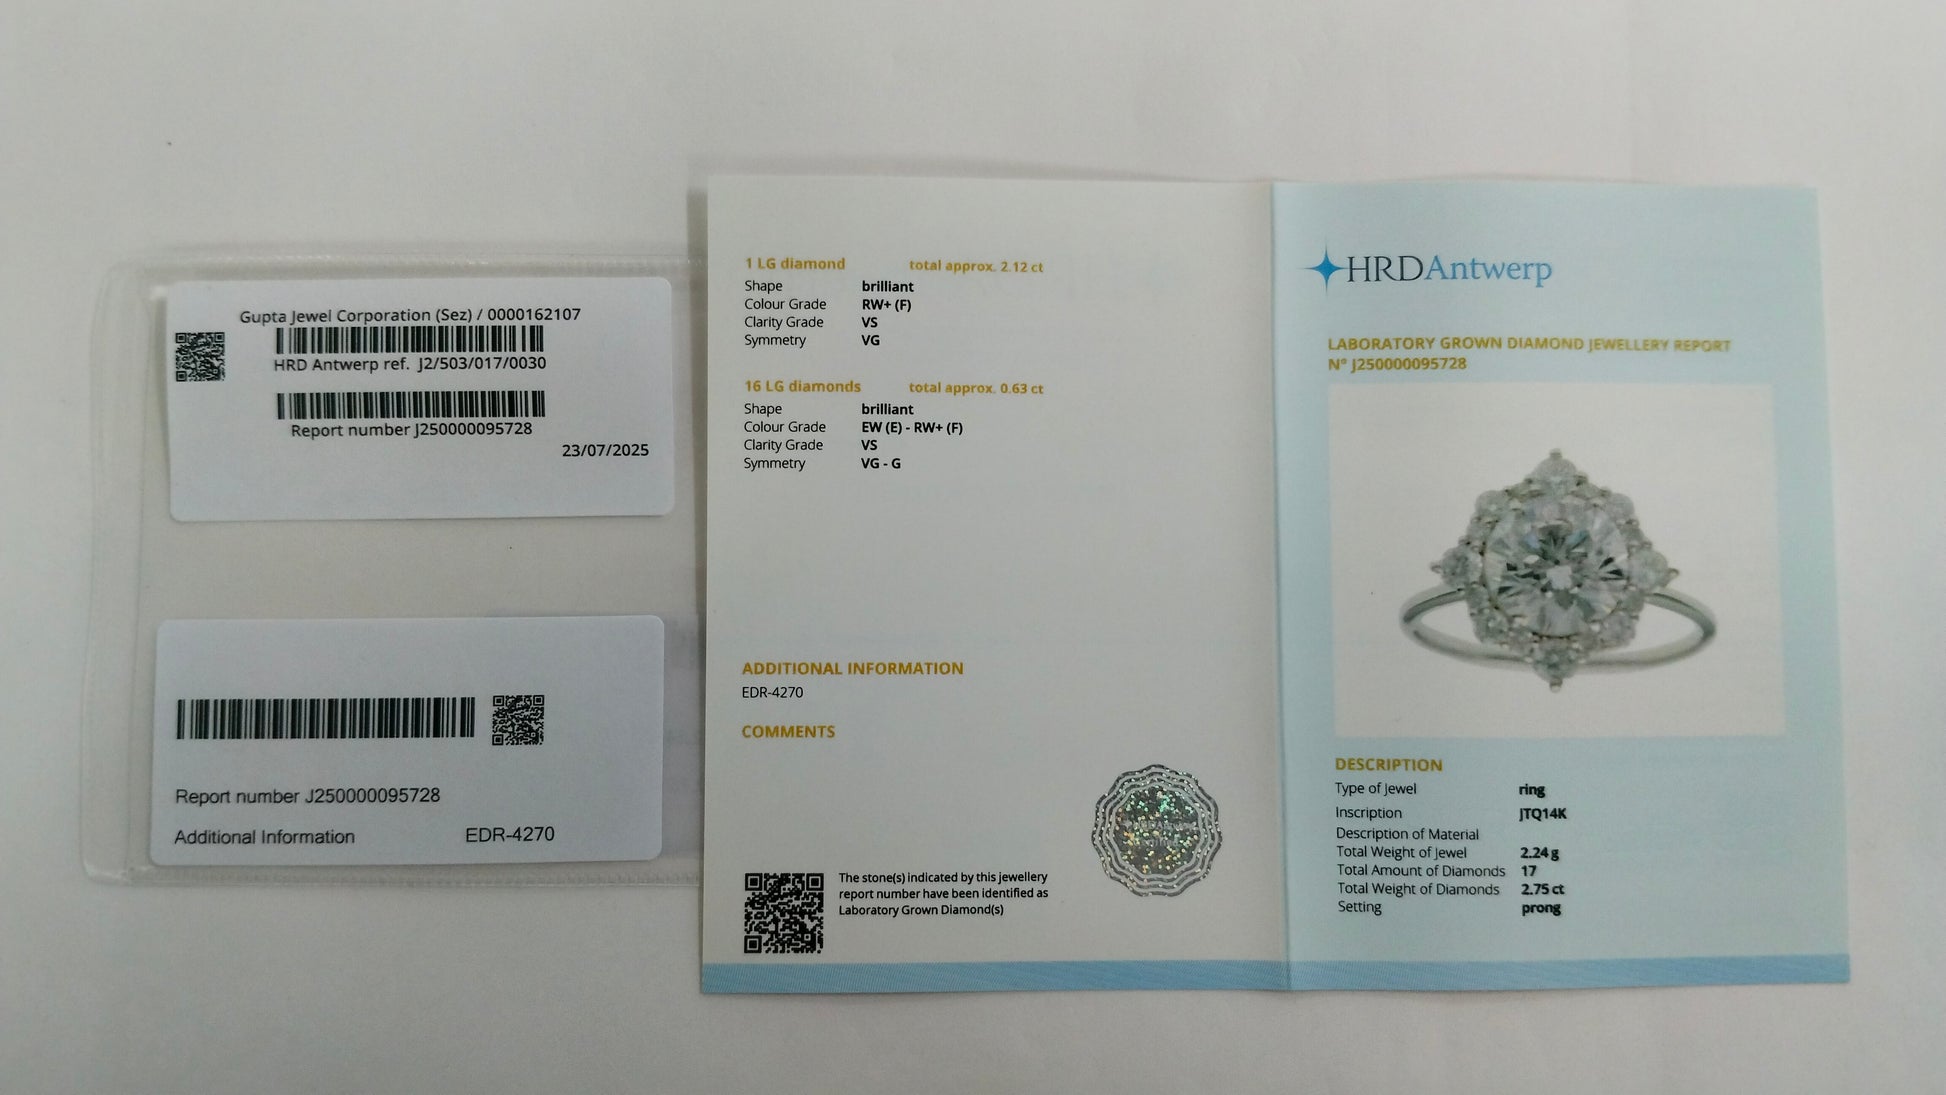 Gupta Jewel Corporation (Sez) / 0000162107
HRD Antwerp ref. J2/503/017/0030
Report number J250000095728
23/07/2025
Report number J250000095728
Additional Information EDR-4270
1 LG diamond total approx. 2.12 ct
Shape brilliant
Colour Grade RW+ (F)
Clarity Grade VS
Symmetry VG
16 LG diamonds total approx. 0.63 ct
Shape brilliant
Colour Grade EW (E) - RW+ (F)
Clarity Grade VS
Symmetry VG - G
ADDITIONAL INFORMATION
EDR-4270
COMMENTS
The stone(s) indicated by this jewellery
report number have been identified as
Laboratory Grown Diamond(s)
HRDAntwerp
LABORATORY GROWN DIAMOND JEWELLERY REPORT
N° J250000095728
DESCRIPTION
Type of Jewel ring
Inscription JTQ14K
Description of Material
Total Weight of Jewel 2.24 g
Total Amount of Diamonds 17
Total Weight of Diamonds 2.75 ct
Setting prong